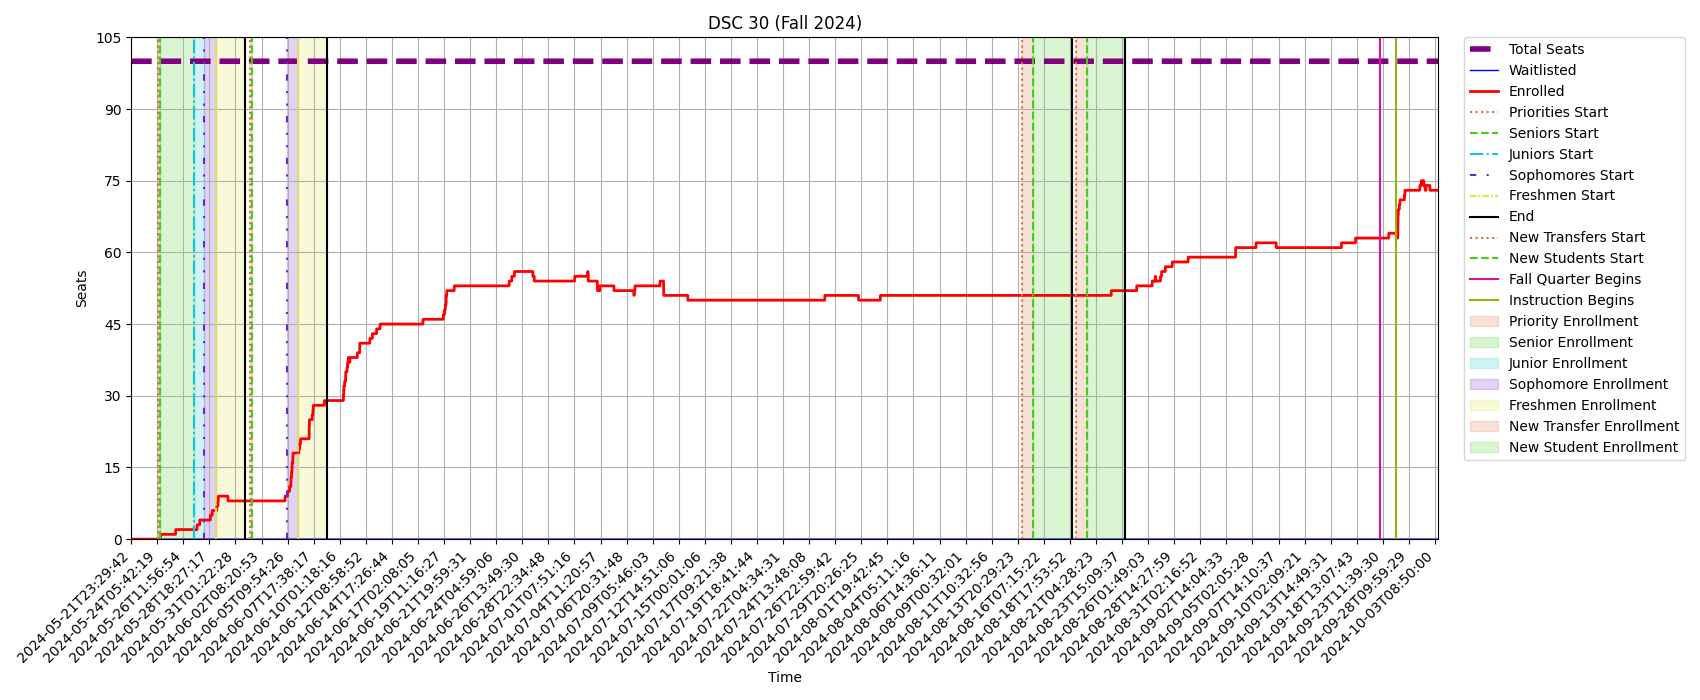 DSC 30 (Fall 2024)
105
90
75
60
45
30
15
0
Seats
2024-05-21T23:29:42
2024-05-24T05:42:19
2024-05-26T11:56:54
2024-05-28T18:27:17
2024-05-31T01:22:28
2024-06-02T08:20:53
2024-06-05T09:54:26
2024-06-07T17:38:17
2024-06-10T01:18:16
2024-06-12T08:58:52
2024-06-14T17:26:44
2024-06-17T02:08:05
2024-06-19T11:16:27
2024-06-21T19:59:31
2024-06-24T04:59:06
2024-06-26T13:49:30
2024-06-28T22:34:48
2024-07-01T07:51:16
2024-07-04T11:20:57
2024-07-06T20:31:48
2024-07-09T05:46:03
2024-07-12T14:51:06
2024-07-15T00:01:06
2024-07-17T09:21:38
2024-07-19T18:41:44
2024-07-22T04:34:31
2024-07-24T13:48:08
2024-07-26T22:59:42
2024-07-29T20:26:25
2024-08-01T19:42:45
2024-08-04T05:11:16
2024-08-06T14:36:11
2024-08-09T00:32:01
2024-08-11T10:32:56
2024-08-13T20:29:23
2024-08-16T07:15:22
2024-08-18T17:53:52
2024-08-21T04:28:23
2024-08-23T15:09:37
2024-08-26T01:49:03
2024-08-28T14:27:59
2024-08-31T02:16:52
2024-09-02T14:04:33
2024-09-05T02:05:28
2024-09-07T14:10:37
2024-09-10T02:09:21
2024-09-13T14:49:31
2024-09-18T13:07:43
2024-09-23T11:39:30
2024-09-28T09:59:29
2024-10-03T08:50:00
Time
Total Seats
Waitlisted
Enrolled
Priorities Start
Seniors Start
Juniors Start
Sophomores Start
Freshmen Start
End
New Transfers Start
New Students Start
Fall Quarter Begins
Instruction Begins
Priority Enrollment
Senior Enrollment
Junior Enrollment
Sophomore Enrollment
Freshmen Enrollment
New Transfer Enrollment
New Student Enrollment